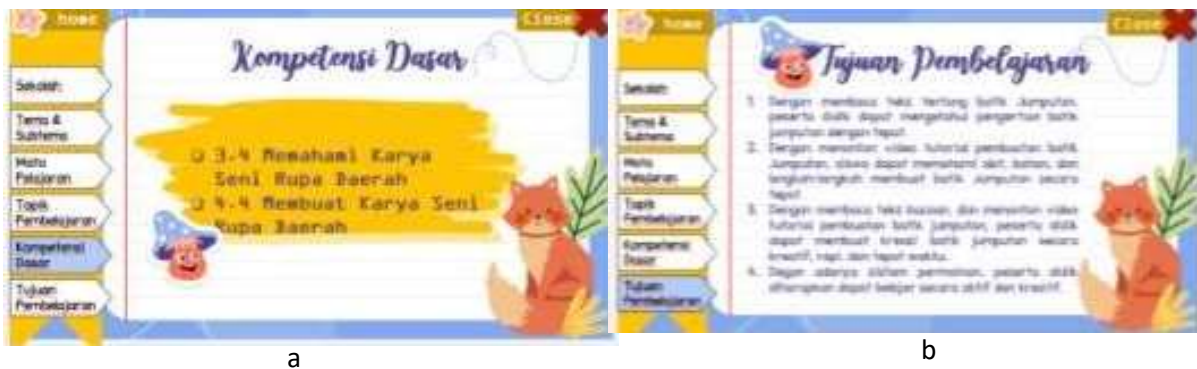 home
Close
Kompetensi Dasar
Sekolah
Tema &
Subtema
Mata
Pelajaran
Topik
Pembelajaran
Kompetensi
Dasar
Tujuan
Pembelajaran
3.4 Memahami Karya
Seni Rupa Daerah
4.4 Membuat Karya Seni
Rupa Daerah
a
home
Close
Tujuan Pembelajaran
Sekolah
Tema &
Subtema
Mata
Pelajaran
Topik
Pembelajaran
Kompetensi
Dasar
Tujuan
Pembelajaran
1. Dengan membaca teks tentang batik Jumputan,
peserta didik dapat mengetahui pengertian batik
jumputan dengan tepat.
2. Dengan menonton video tutorial pembuatan batik
Jumputan, siswa dapat memahami alat, bahan, dan
langkah-langkah membuat batik Jumputan secara
tepat.
3. Dengan membaca teks bacaan, dan menonton video
tutorial pembuatan batik jumputan, peserta didik
dapat membuat kreasi batik jumputan secara
kreatif, rapi, dan tepat waktu.
4. Degan adanya sistem permainan, peserta didik
diharapkan dapat belajar secara aktif dan kreatif.
b